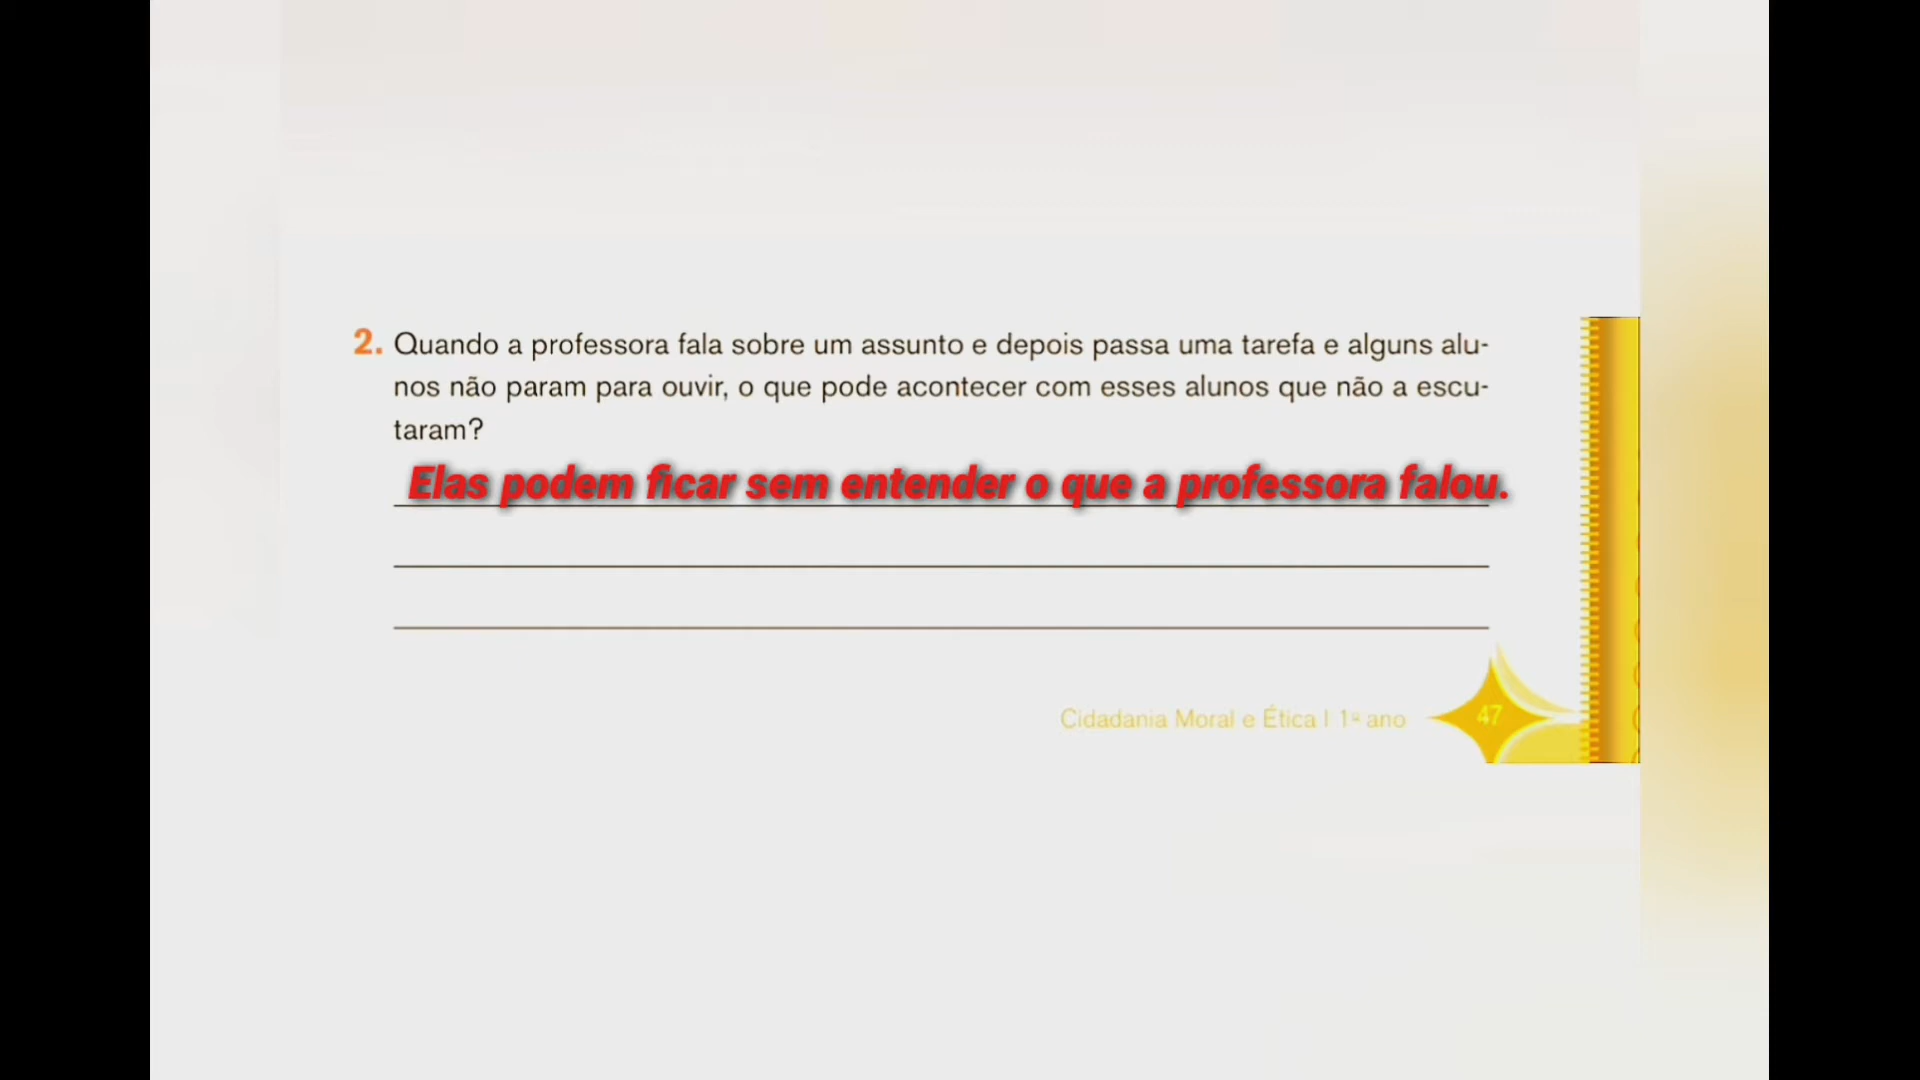 2. Quando a professora fala sobre um assunto e depois passa uma tarefa e alguns alu-
nos não param para ouvir, o que pode acontecer com esses alunos que não a escu-
taram?
Elas podem ficar sem entender o que a professora falou.
Cidadania Moral e Ética | 1º ano
47